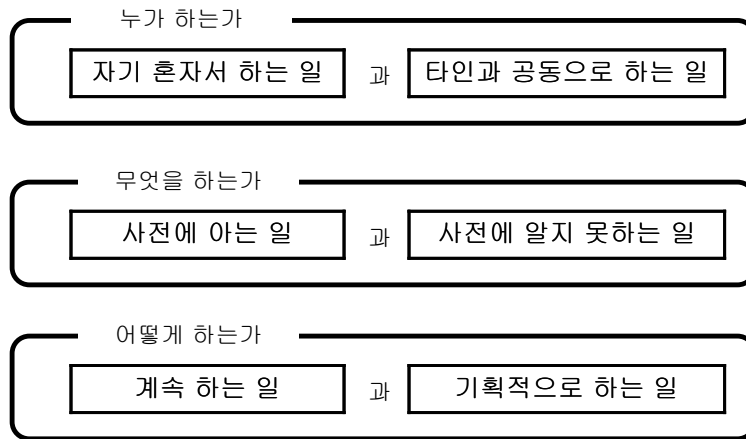 누가 하는가
자기 혼자서 하는 일 과 타인과 공동으로 하는 일
무엇을 하는가
사전에 아는 일 과 사전에 알지 못하는 일
어떻게 하는가
계속 하는 일 과 기획적으로 하는 일